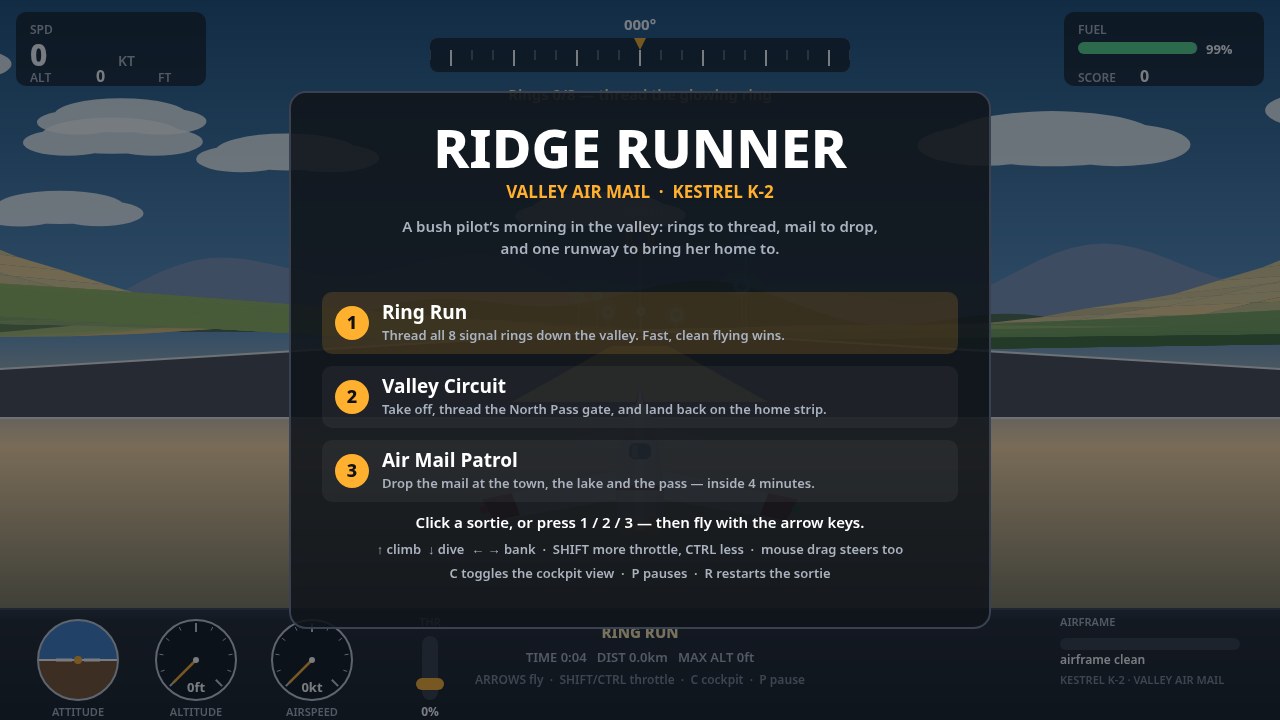 SPD
0 KT
ALT 0 FT
000°
FUEL
99%
SCORE 0
Rings 0/8 — thread the glowing ring
RIDGE RUNNER
VALLEY AIR MAIL · KESTREL K-2
A bush pilot’s morning in the valley: rings to thread, mail to drop,
and one runway to bring her home to.
1 Ring Run
Thread all 8 signal rings down the valley. Fast, clean flying wins.
2 Valley Circuit
Take off, thread the North Pass gate, and land back on the home strip.
3 Air Mail Patrol
Drop the mail at the town, the lake and the pass — inside 4 minutes.
Click a sortie, or press 1 / 2 / 3 — then fly with the arrow keys.
↑ climb ↓ dive ← → bank · SHIFT more throttle, CTRL less · mouse drag steers too
C toggles the cockpit view · P pauses · R restarts the sortie
0ft
ALTITUDE
0kt
AIRSPEED
ATTITUDE
THR
0%
RING RUN
TIME 0:04 DIST 0.0km MAX ALT 0ft
ARROWS fly · SHIFT/CTRL throttle · C cockpit · P pause
AIRFRAME
airframe clean
KESTREL K-2 · VALLEY AIR MAIL